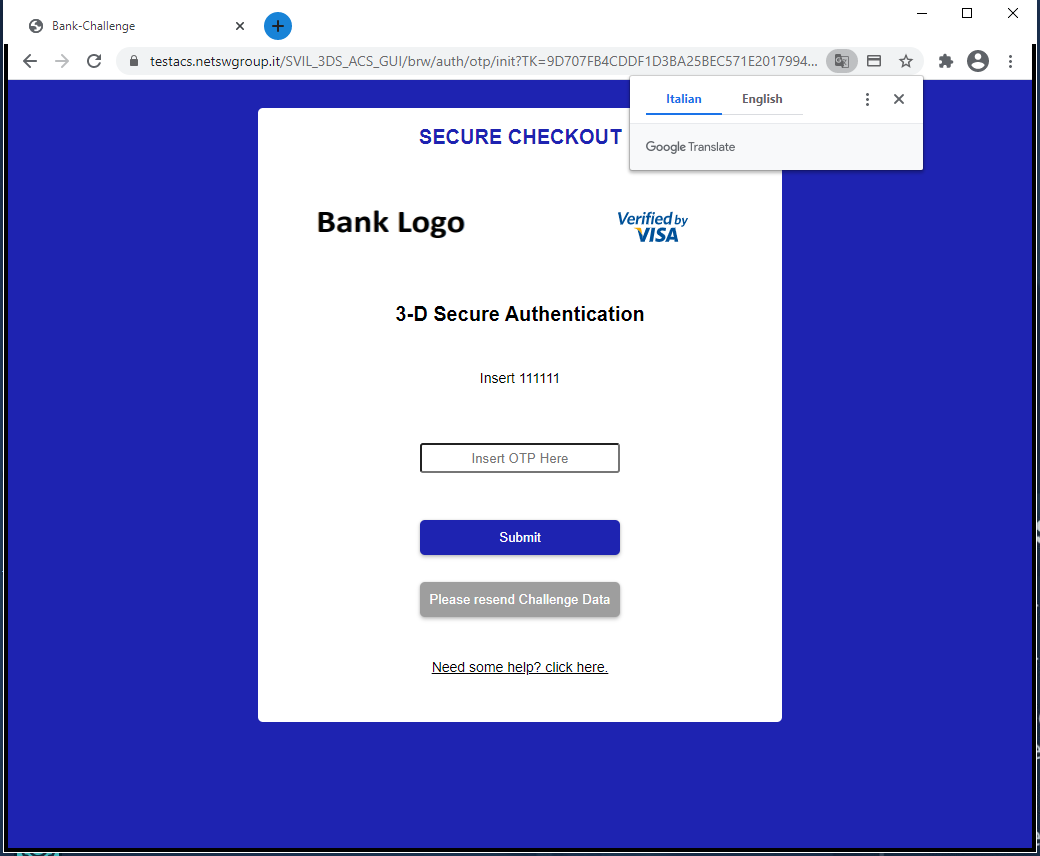 Bank-Challenge
testacs.netswgroup.it/SVIL_3DS_ACS_GUI/brw/auth/otp/init?TK=9D707FB4CDDF1D3BA25BEC571E2017994...
Italian English
Google Translate
SECURE CHECKOUT
Bank Logo
Verified by
VISA
3-D Secure Authentication
Insert 111111
Insert OTP Here
Submit
Please resend Challenge Data
Need some help? click here.